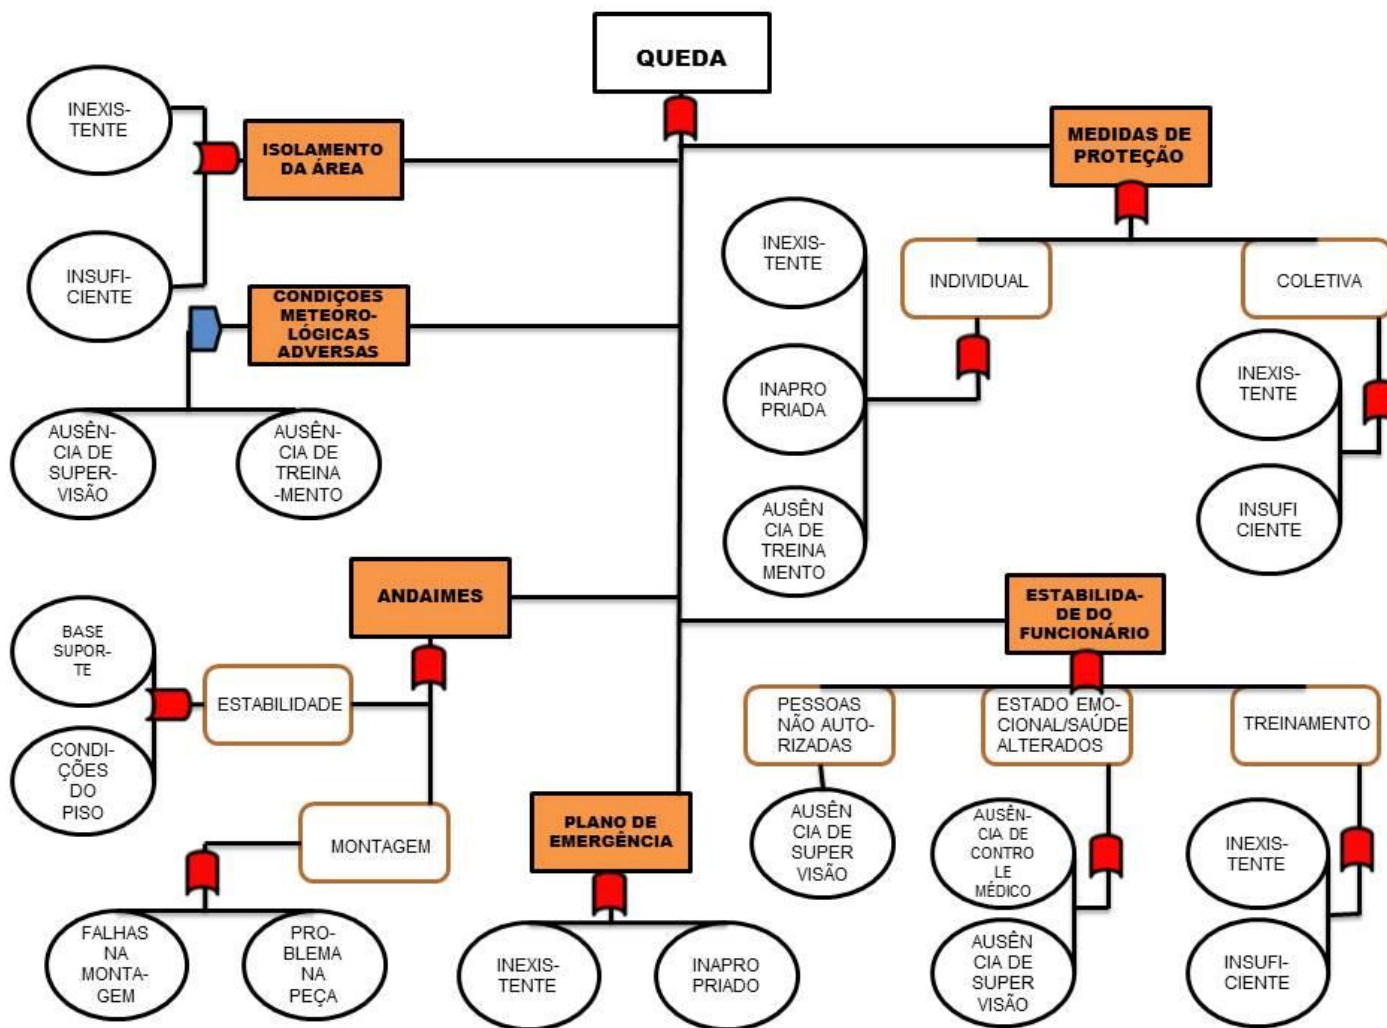 QUEDA
INEXIS-
TENTE
ISOLAMENTO
DA ÁREA
INSUFI-
CIENTE
CONDIÇOES
METEORO-
LÓGICAS
ADVERSAS
AUSÊN-
CIA DE
SUPER-
VISÃO
AUSÊN-
CIA DE
TREINA
-MENTO
MEDIDAS DE
PROTEÇÃO
INEXIS-
TENTE
INAPRO
PRIADA
AUSÊN
CIA DE
TREINA
MENTO
INDIVIDUAL
COLETIVA
INEXIS-
TENTE
INSUFI
CIENTE
ANDAIMES
BASE
SUPOR-
TE
CONDI-
ÇÕES
DO
PISO
ESTABILIDADE
MONTAGEM
FALHAS
NA
MONTA-
GEM
PRO-
BLEMA
NA
PEÇA
PLANO DE
EMERGÊNCIA
INEXIS-
TENTE
INAPRO
PRIADO
ESTABILIDA-
DE DO
FUNCIONÁRIO
PESSOAS
NÃO AUTO-
RIZADAS
AUSÊN
CIA DE
SUPER
VISÃO
ESTADO EMO-
CIONAL/SAÚDE
ALTERADOS
AUSÊN-
CIA DE
CONTRO
LE
MÉDICO
AUSÊN
CIA DE
SUPER
VISÃO
TREINAMENTO
INEXIS-
TENTE
INSUFI-
CIENTE